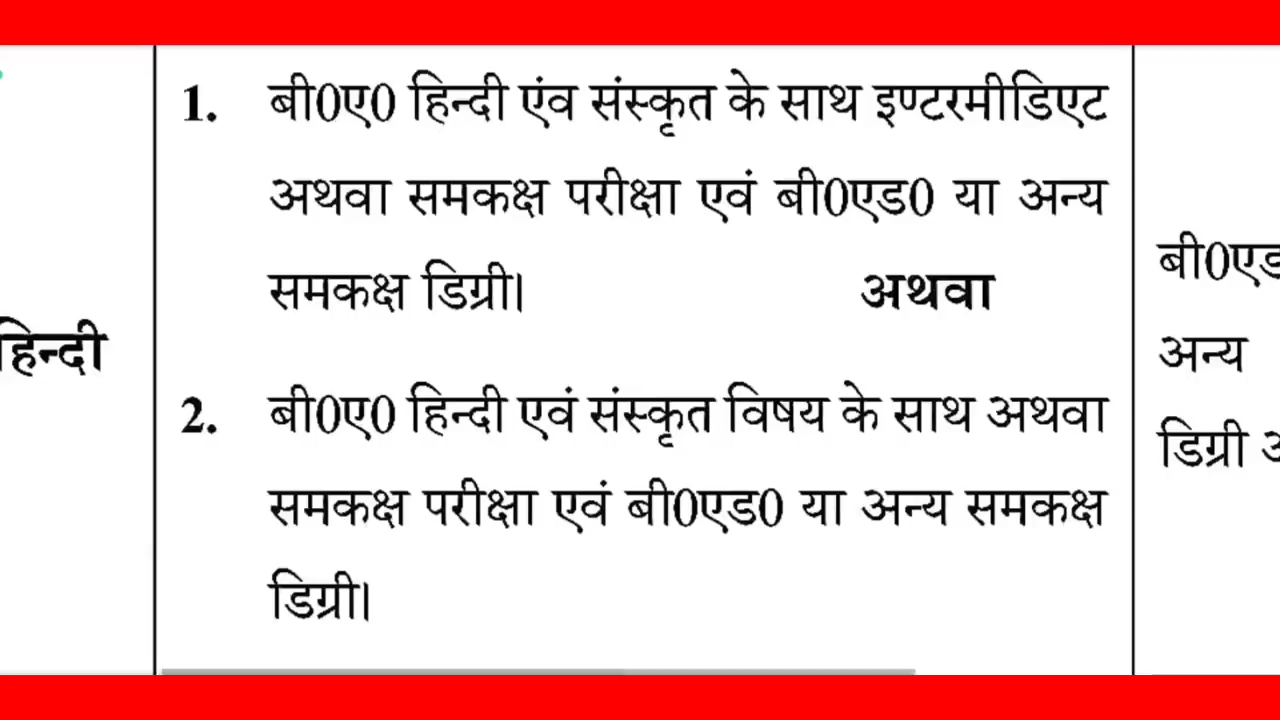 हिन्दी
1. बी0ए0 हिन्दी एंव संस्कृत के साथ इण्टरमीडिएट
अथवा समकक्ष परीक्षा एवं बी0एड0 या अन्य
समकक्ष डिग्री। अथवा
2. बी0ए0 हिन्दी एवं संस्कृत विषय के साथ अथवा
समकक्ष परीक्षा एवं बी0एड0 या अन्य समकक्ष
डिग्री।
बी0एड
अन्य
डिग्री